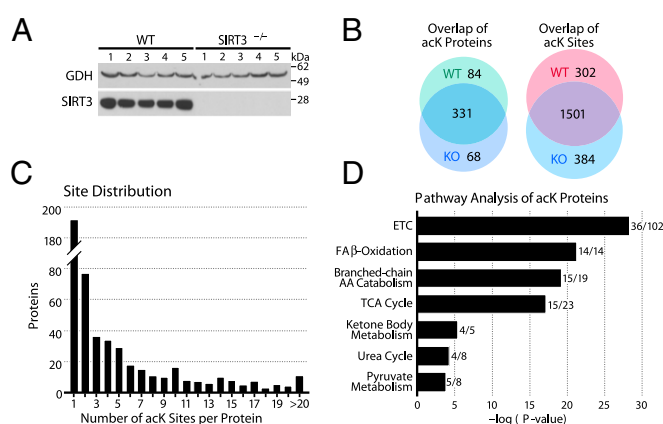 A
WT
SIRT3 −/−
1 2 3 4 5 1 2 3 4 5 kDa
GDH
62
49
SIRT3
28
B
Overlap of
acK Proteins
Overlap of
acK Sites
WT 84
331
KO 68
WT 302
1501
KO 384
C
Site Distribution
Proteins
200
180
80
60
40
20
0
1 3 5 7 9 11 13 15 17 19 >20
Number of acK Sites per Protein
D
Pathway Analysis of acK Proteins
ETC
36/102
FAβ-Oxidation
14/14
Branched-chain
AA Catabolism
15/19
TCA Cycle
15/23
Ketone Body
Metabolism
4/5
Urea Cycle
4/8
Pyruvate
Metabolism
5/8
0 5 10 15 20 25 30
−log ( P-value)